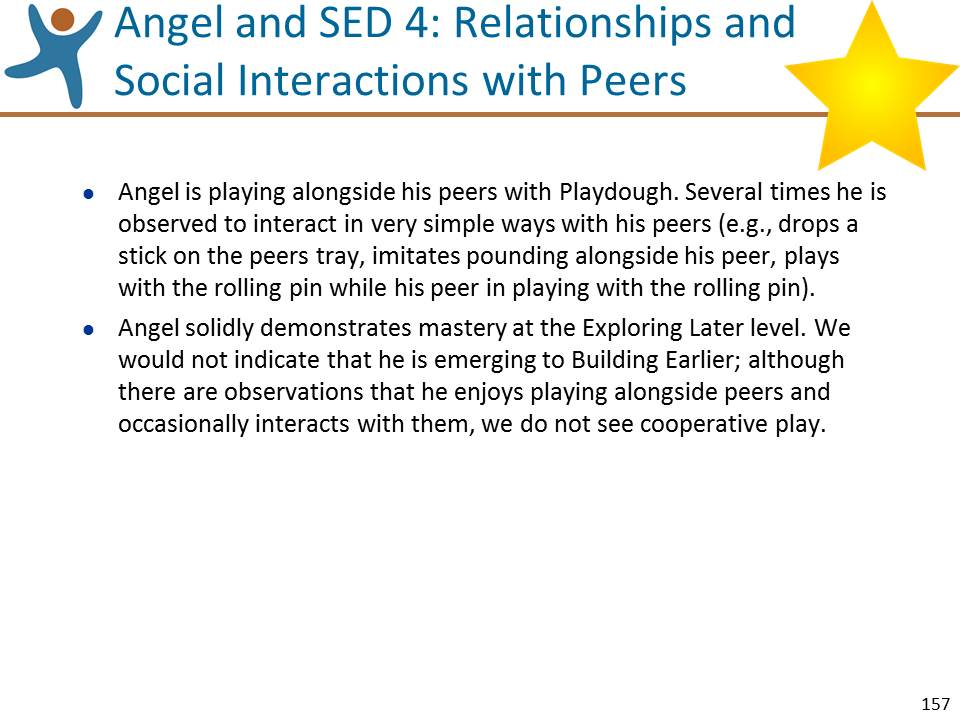 Angel and SED 4: Relationships and
Social Interactions with Peers
● Angel is playing alongside his peers with Playdough. Several times he is
observed to interact in very simple ways with his peers (e.g., drops a
stick on the peers tray, imitates pounding alongside his peer, plays
with the rolling pin while his peer in playing with the rolling pin).
● Angel solidly demonstrates mastery at the Exploring Later level. We
would not indicate that he is emerging to Building Earlier; although
there are observations that he enjoys playing alongside peers and
occasionally interacts with them, we do not see cooperative play.
157